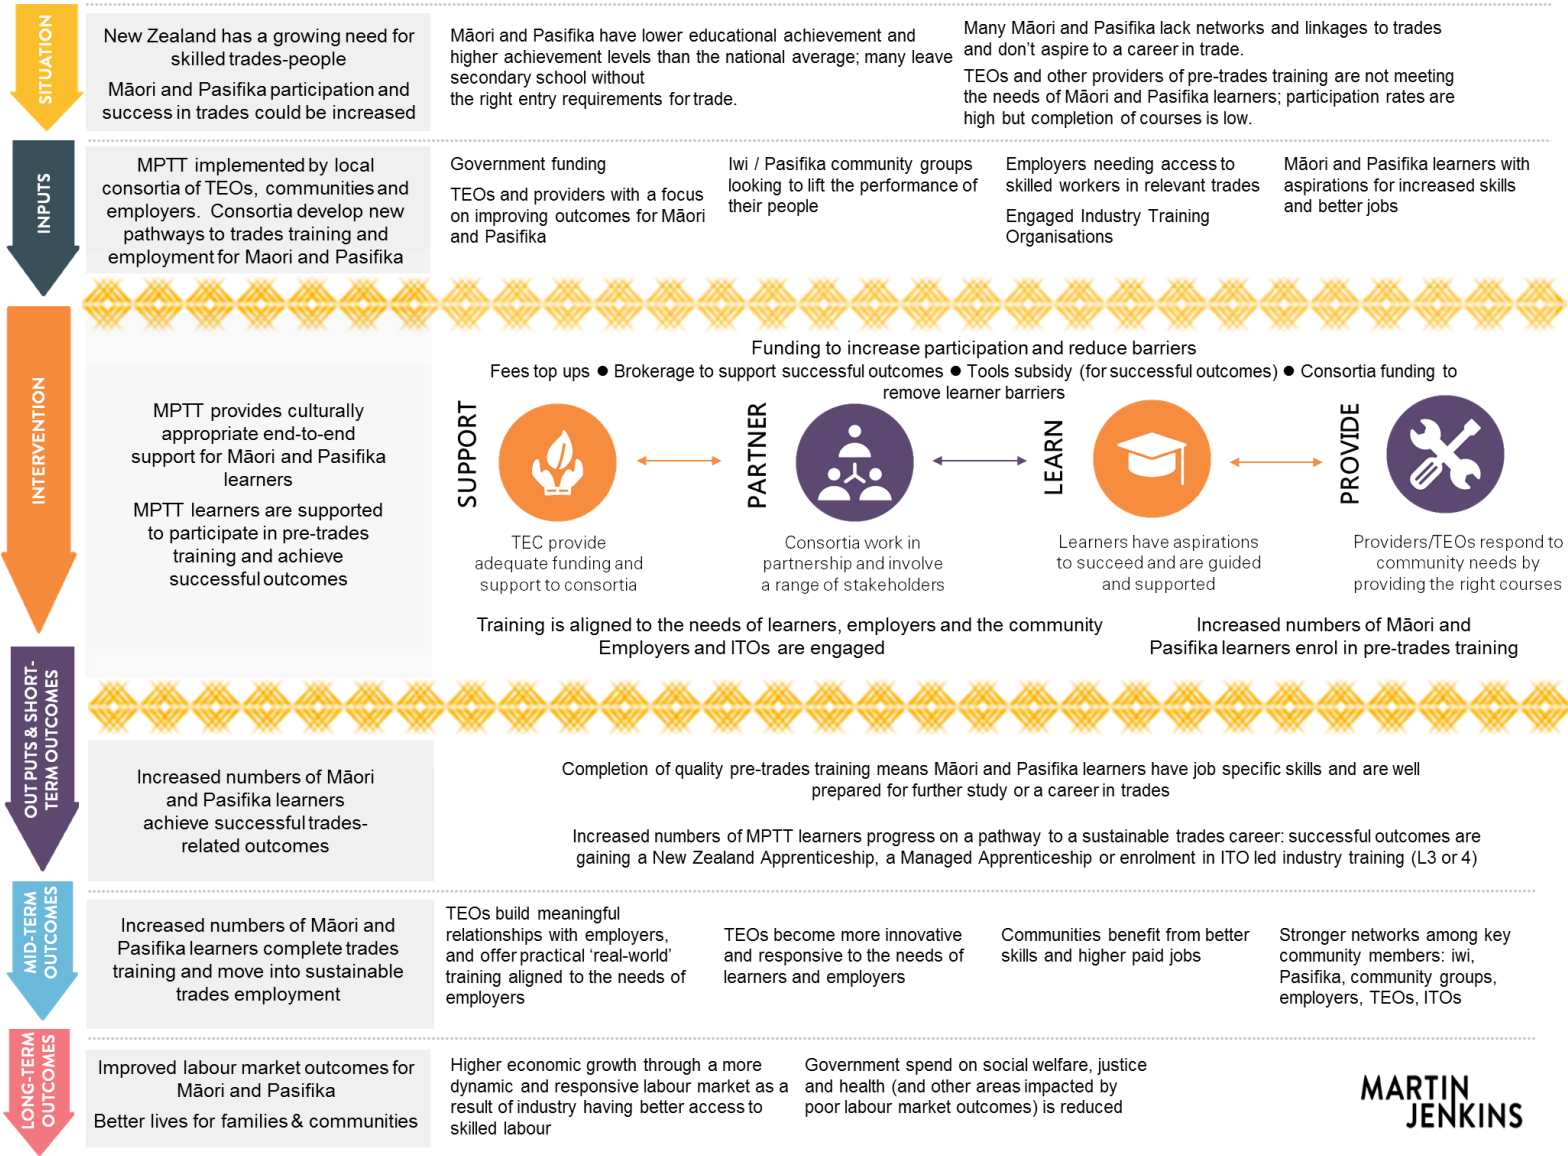 SITUATION
New Zealand has a growing need for
skilled trades-people
Māori and Pasifika participation and
success in trades could be increased
Māori and Pasifika have lower educational achievement and
higher achievement levels than the national average; many leave
secondary school without
the right entry requirements for trade.
Many Māori and Pasifika lack networks and linkages to trades
and don’t aspire to a career in trade.
TEOs and other providers of pre-trades training are not meeting
the needs of Māori and Pasifika learners; participation rates are
high but completion of courses is low.
INPUTS
MPTT implemented by local
consortia of TEOs, communities and
employers. Consortia develop new
pathways to trades training and
employment for Maori and Pasifika
Government funding
TEOs and providers with a focus
on improving outcomes for Māori
and Pasifika
Iwi / Pasifika community groups
looking to lift the performance of
their people
Employers needing access to
skilled workers in relevant trades
Engaged Industry Training
Organisations
Māori and Pasifika learners with
aspirations for increased skills
and better jobs
INTERVENTION
MPTT provides culturally
appropriate end-to-end
support for Māori and Pasifika
learners
MPTT learners are supported
to participate in pre-trades
training and achieve
successful outcomes
Funding to increase participation and reduce barriers
Fees top ups ● Brokerage to support successful outcomes ● Tools subsidy (for successful outcomes) ● Consortia funding to
remove learner barriers
SUPPORT
TEC provide
adequate funding and
support to consortia
PARTNER
Consortia work in
partnership and involve
a range of stakeholders
LEARN
Learners have aspirations
to succeed and are guided
and supported
PROVIDE
Providers/TEOs respond to
community needs by
providing the right courses
Training is aligned to the needs of learners, employers and the community
Employers and ITOs are engaged
Increased numbers of Māori and
Pasifika learners enrol in pre-trades training
OUT PUTS & SHORT-
TERM OUTCOMES
Increased numbers of Māori
and Pasifika learners
achieve successful trades-
related outcomes
Completion of quality pre-trades training means Māori and Pasifika learners have job specific skills and are well
prepared for further study or a career in trades
Increased numbers of MPTT learners progress on a pathway to a sustainable trades career: successful outcomes are
gaining a New Zealand Apprenticeship, a Managed Apprenticeship or enrolment in ITO led industry training (L3 or 4)
MID-TERM
OUTCOMES
Increased numbers of Māori and
Pasifika learners complete trades
training and move into sustainable
trades employment
TEOs build meaningful
relationships with employers,
and offer practical ‘real-world’
training aligned to the needs of
employers
TEOs become more innovative
and responsive to the needs of
learners and employers
Communities benefit from better
skills and higher paid jobs
Stronger networks among key
community members: iwi,
Pasifika, community groups,
employers, TEOs, ITOs
LONG-TERM
OUTCOMES
Improved labour market outcomes for
Māori and Pasifika
Better lives for families & communities
Higher economic growth through a more
dynamic and responsive labour market as a
result of industry having better access to
skilled labour
Government spend on social welfare, justice
and health (and other areas impacted by
poor labour market outcomes) is reduced
MARTIN
JENKINS